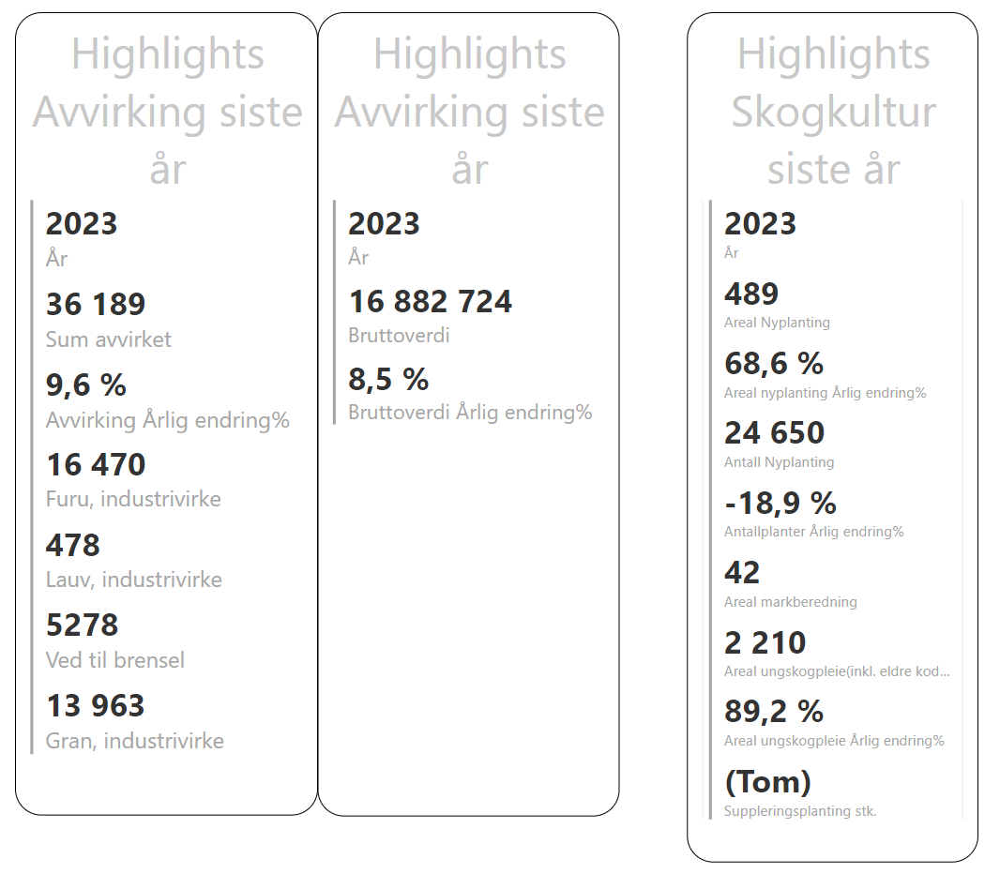 Highlights
Avvirking siste
år
2023
År
36 189
Sum avvirket
9,6 %
Avvirking Årlig endring%
16 470
Furu, industrivirke
478
Lauv, industrivirke
5278
Ved til brensel
13 963
Gran, industrivirke
Highlights
Avvirking siste
år
2023
År
16 882 724
Bruttoverdi
8,5 %
Bruttoverdi Årlig endring%
Highlights
Skogkultur
siste år
2023
År
489
Areal Nyplanting
68,6 %
Areal nyplanting Årlig endring%
24 650
Antall Nyplanting
-18,9 %
Antallplanter Årlig endring%
42
Areal markberedning
2 210
Areal ungskogpleie(inkl. eldre kod...
89,2 %
Areal ungskogpleie Årlig endring%
(Tom)
Suppleringsplanting stk.